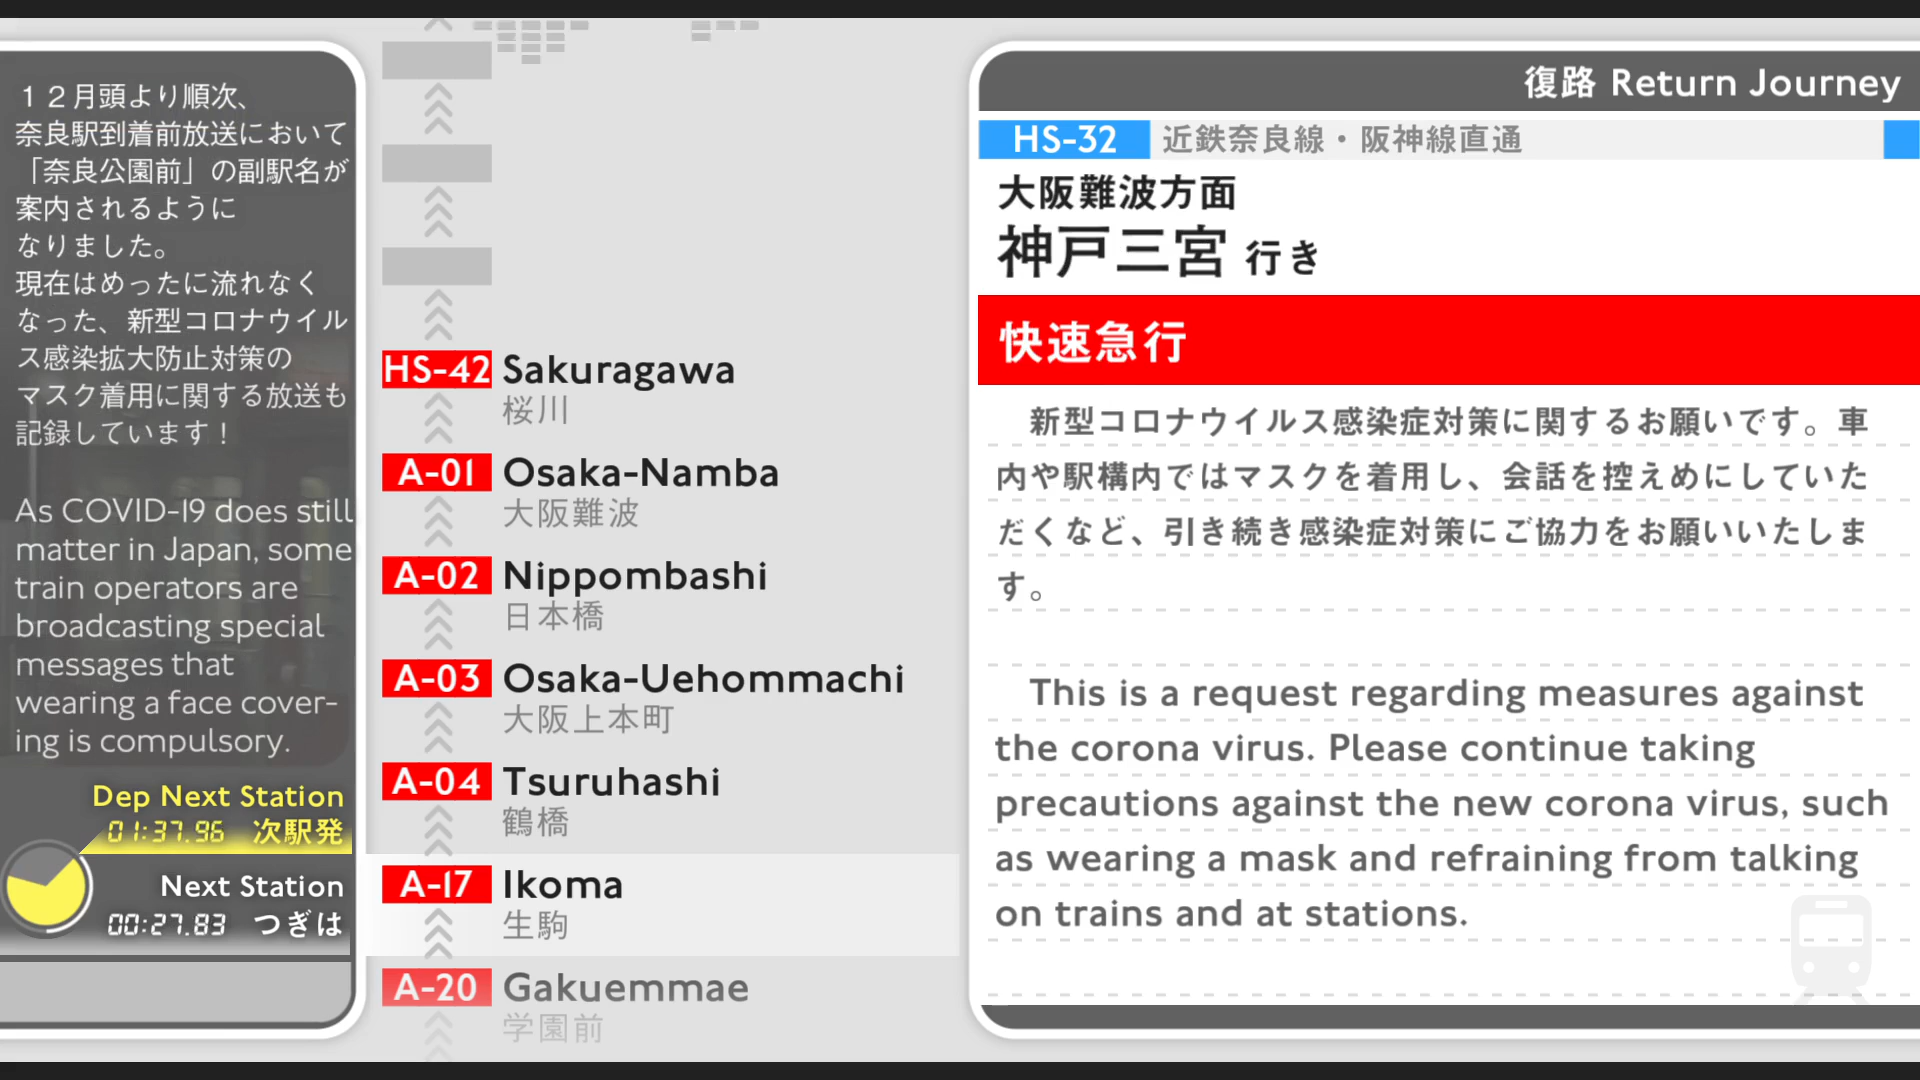 １２月頭より順次、
奈良駅到着前放送において
「奈良公園前」の副駅名が
案内されるように
なりました。
現在はめったに流れなく
なった、新型コロナウイル
ス感染拡大防止対策の
マスク着用に関する放送も
記録しています！
As COVID-19 does still
matter in Japan, some
train operators are
broadcasting special
messages that
wearing a face cover-
ing is compulsory.
Dep Next Station
01:37.96 次駅発
Next Station
00:27.83 つぎは
HS-42 Sakuragawa
桜川
A-01 Osaka-Namba
大阪難波
A-02 Nippombashi
日本橋
A-03 Osaka-Uehommachi
大阪上本町
A-04 Tsuruhashi
鶴橋
A-17 Ikoma
生駒
A-20 Gakuemmae
学園前
復路 Return Journey
HS-32 近鉄奈良線・阪神線直通
大阪難波方面
神戸三宮 行き
快速急行
新型コロナウイルス感染症対策に関するお願いです。車
内や駅構内ではマスクを着用し、会話を控えめにしていた
だくなど、引き続き感染症対策にご協力をお願いいたしま
す。
This is a request regarding measures against
the corona virus. Please continue taking
precautions against the new corona virus, such
as wearing a mask and refraining from talking
on trains and at stations.